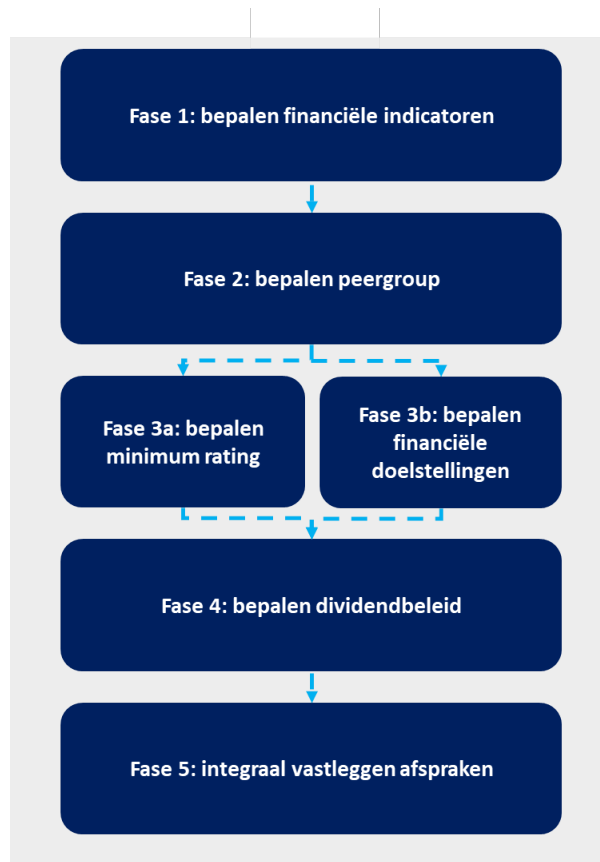 Fase 1: bepalen financiële indicatoren
Fase 2: bepalen peergroup
Fase 3a: bepalen
minimum rating
Fase 3b: bepalen
financiële
doelstellingen
Fase 4: bepalen dividendbeleid
Fase 5: integraal vastleggen afspraken